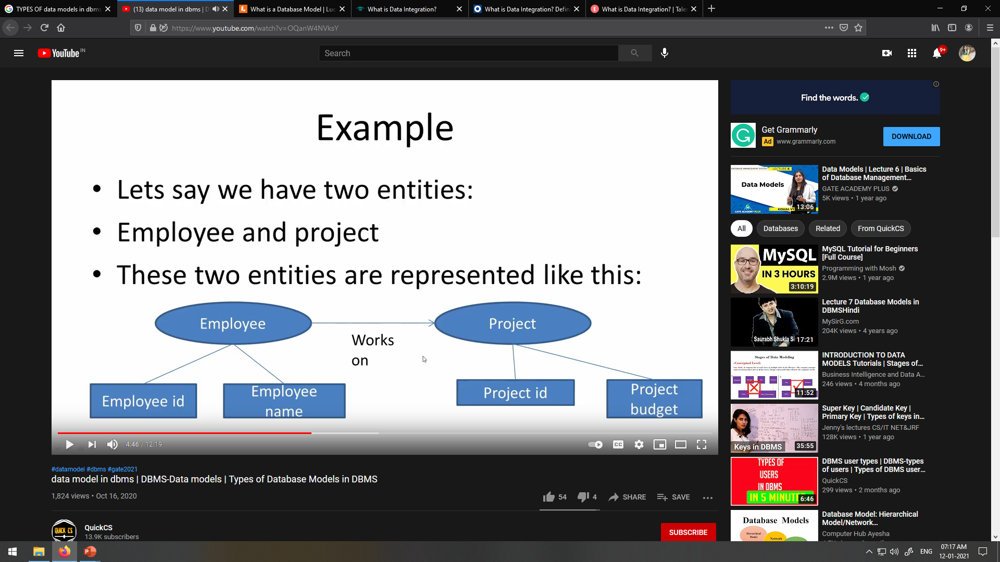 TYPES OF data models in dbms
(13) data model in dbms | D
What is a Database Model | Luc
What is Data Integration?
What is Data Integration? Defin
What is Data Integration? | Tale
https://www.youtube.com/watch?v=OQanW4NVksY
YouTube IN
Search
9+
Example
• Lets say we have two entities:
• Employee and project
• These two entities are represented like this:
Employee
Project
Works
on
Employee id
Employee
name
Project id
Project
budget
4:46 / 12:19
CC
#datamodel #dbms #gate2021
data model in dbms | DBMS-Data models | Types of Database Models in DBMS
1,824 views • Oct 16, 2020
54
4
SHARE
SAVE
QUICK CS
QuickCS
13.9K subscribers
SUBSCRIBE
Find the words.
Get Grammarly
Ad www.grammarly.com
DOWNLOAD
DATABASE MANAGEMENT SYSTEM
LECTURE 6
Data Models
GATE ACADEMY PLUS
KOMAL VY
13:06
Data Models | Lecture 6 | Basics
of Database Management...
GATE ACADEMY PLUS
5K views • 1 year ago
All
Databases
Related
From QuickCS
MySQL
IN 3 HOURS
3:10:19
MySQL Tutorial for Beginners
[Full Course]
Programming with Mosh
2.9M views • 1 year ago
Saurabh Shukla Si
17:21
Lecture 7 Database Models in
DBMSHindi
MySirG.com
204K views • 4 years ago
Stages of Data Modeling
Conceptual Level:
11:52
INTRODUCTION TO DATA
MODELS Tutorials | Stages of...
Business Intelligence and Data A...
246 views • 4 months ago
Keys in DBMS
35:55
Super Key | Candidate Key |
Primary Key | Types of keys in...
Jenny's lectures CS/IT NET&JRF
128K views • 1 year ago
TYPES OF
USERS
IN DBMS
IN 5 MINUTE
6:46
DBMS user types | DBMS-types
of users | Types of DBMS user...
QuickCS
299 views • 2 months ago
Database Models
Hierarchical
Model
Network
Database Model: Hierarchical
Model/Network...
Computer Hub Ayesha
ENG
07:17 AM
12-01-2021